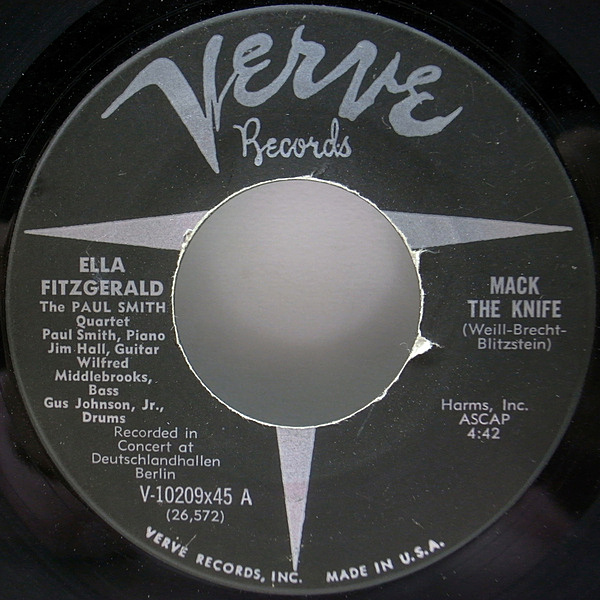 Verve
Records
ELLA
FITZGERALD
The PAUL SMITH
Quartet
Paul Smith, Piano
Jim Hall, Guitar
Wilfred
Middlebrooks,
Bass
Gus Johnson, Jr.,
Drums
Recorded in
Concert at
Deutschlandhallen
Berlin
V-10209x45 A
(26,572)
MACK
THE KNIFE
(Weill-Brecht-
Blitzstein)
Harms, Inc.
ASCAP
4:42
VERVE RECORDS, INC. MADE IN U.S.A.